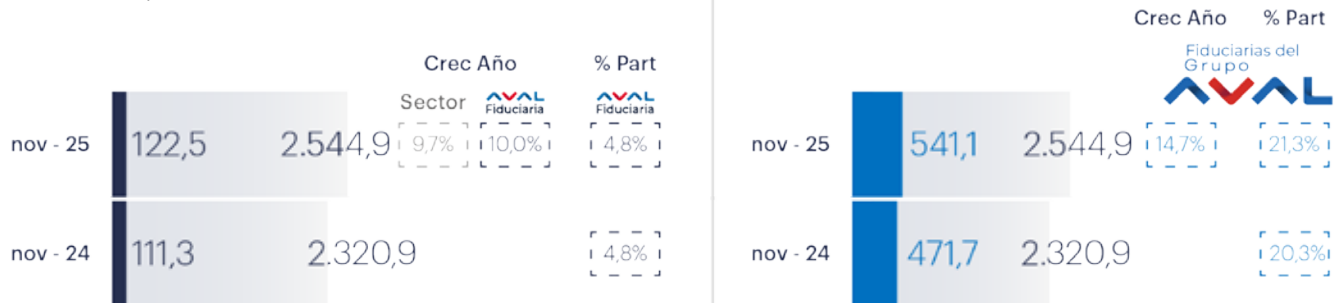 Crec Año % Part
Sector AVAL Fiduciaria AVAL Fiduciaria
nov - 25 122,5 2.544,9 9,7% 10,0% 4,8%
nov - 24 111,3 2.320,9 4,8%
Crec Año % Part
Fiduciarias del
Grupo
AVAL
nov - 25 541,1 2.544,9 14,7% 21,3%
nov - 24 471,7 2.320,9 20,3%